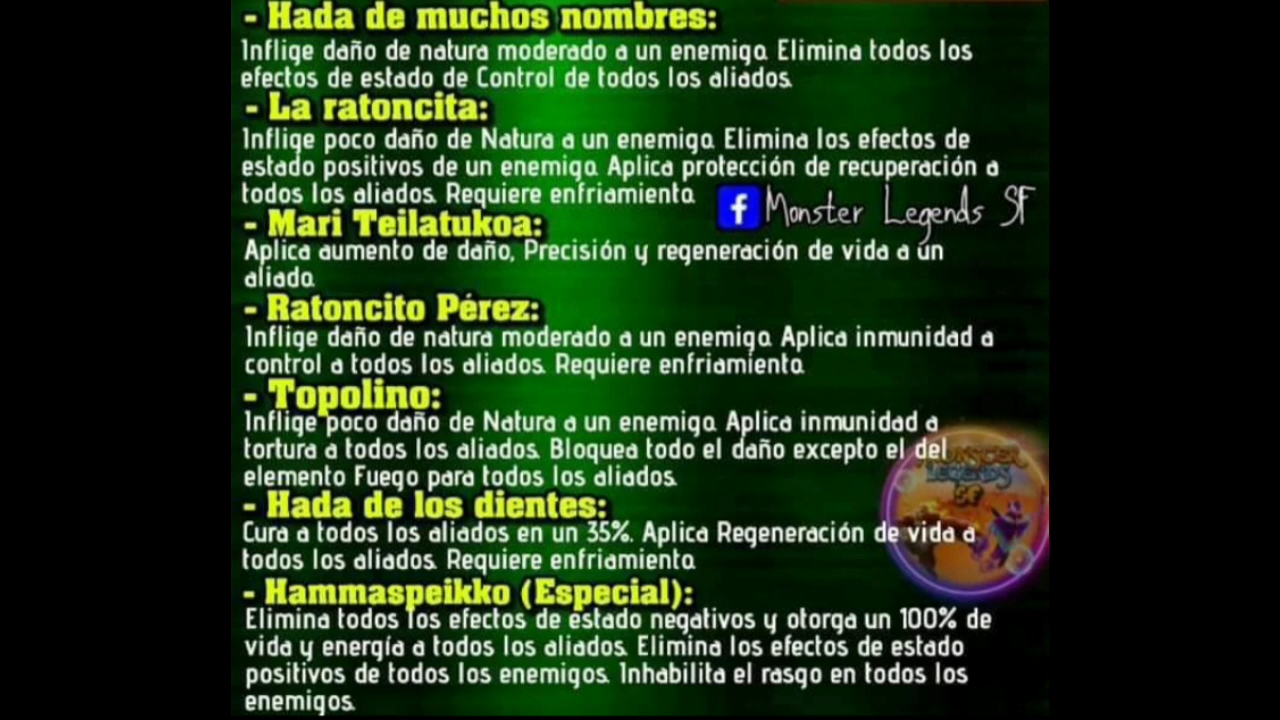 - Hada de muchos nombres:
Inflige daño de natura moderado a un enemigo. Elimina todos los
efectos de estado de Control de todos los aliados.
- La ratoncita:
Inflige poco daño de Natura a un enemigo. Elimina los efectos de
estado positivos de un enemigo. Aplica protección de recuperación a
todos los aliados. Requiere enfriamiento.
f Monster Legends SF
- Mari Teilatukoa:
Aplica aumento de daño, Precisión y regeneración de vida a un
aliado.
- Ratoncito Pérez:
Inflige daño de natura moderado a un enemigo. Aplica inmunidad a
control a todos los aliados. Requiere enfriamiento.
- Topolino:
Inflige poco daño de Natura a un enemigo. Aplica inmunidad a
tortura a todos los aliados. Bloquea todo el daño excepto el del
elemento Fuego para todos los aliados.
MONSTER
LEGENDS
SF
- Hada de los dientes:
Cura a todos los aliados en un 35%. Aplica Regeneración de vida a
todos los aliados. Requiere enfriamiento.
- Hammaspeikko (Especial):
Elimina todos los efectos de estado negativos y otorga un 100% de
vida y energía a todos los aliados. Elimina los efectos de estado
positivos de todos los enemigos. Inhabilita el rasgo en todos los
enemigos.